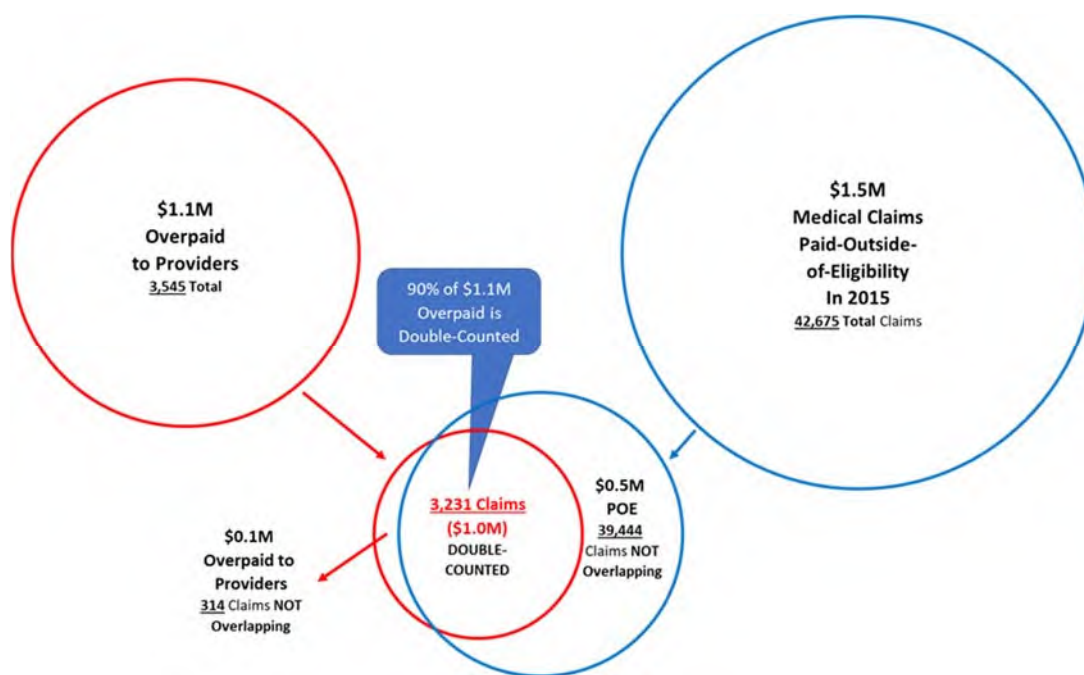 $1.1M
Overpaid
to Providers
3,545 Total
$1.5M
Medical Claims
Paid-Outside-
of-Eligibility
In 2015
42,675 Total Claims
90% of $1.1M
Overpaid is
Double-Counted
3,231 Claims
($1.0M)
DOUBLE-
COUNTED
$0.5M
POE
39,444
Claims NOT
Overlapping
$0.1M
Overpaid to
Providers
314 Claims NOT
Overlapping